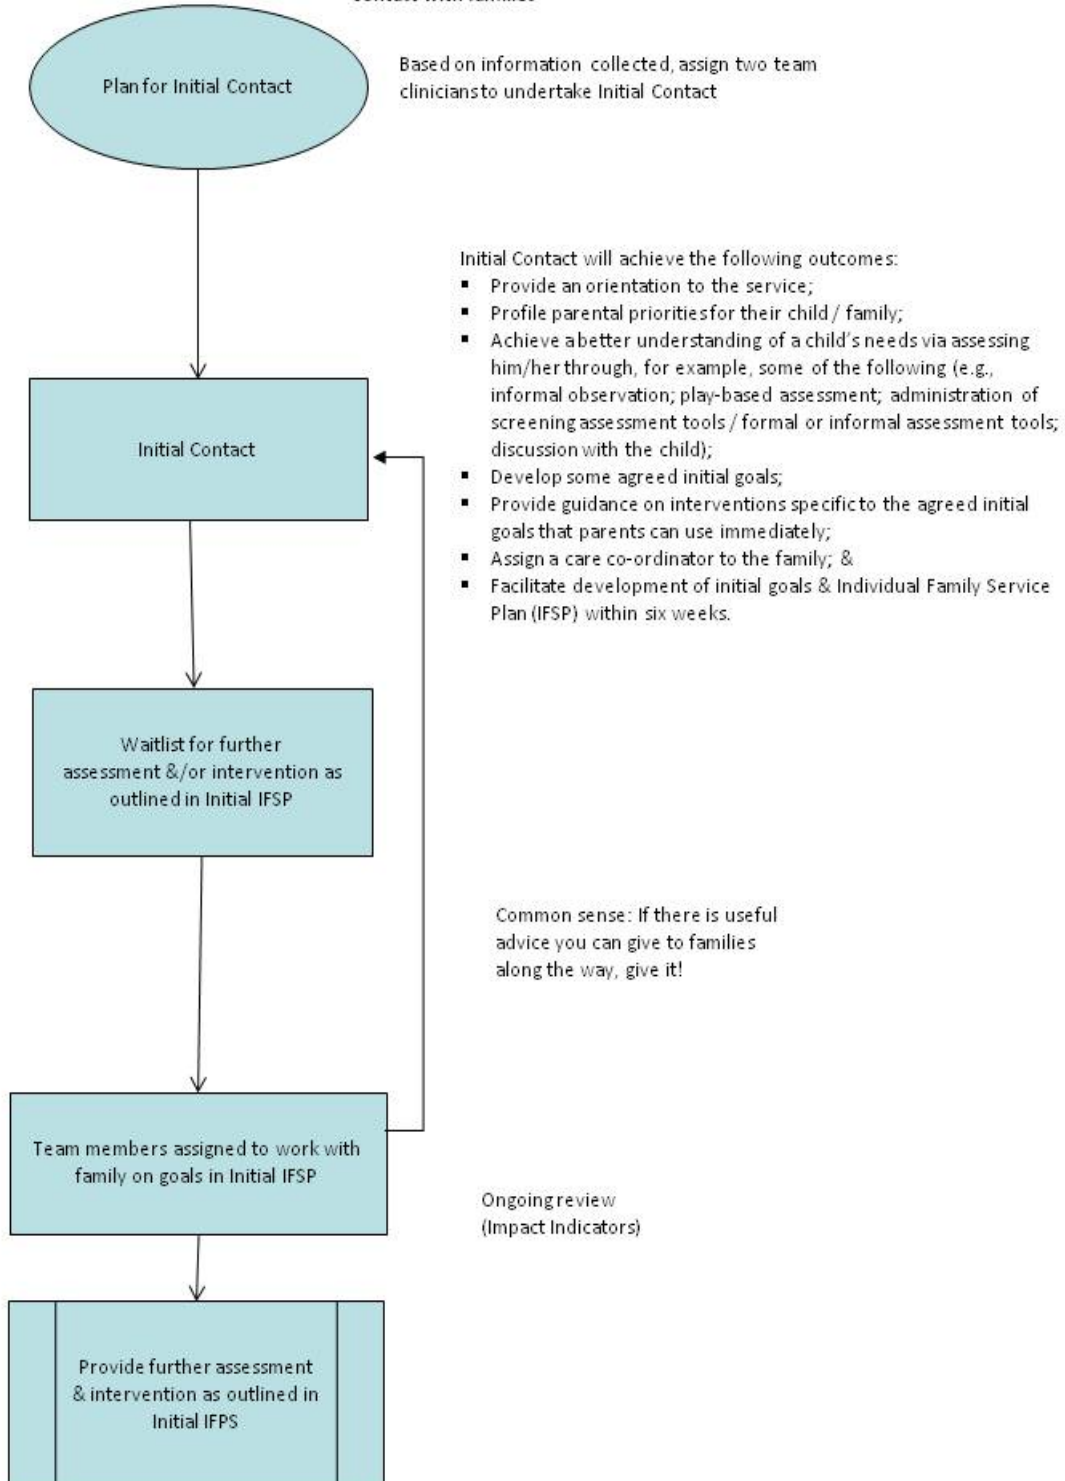 Contact with families
Plan for Initial Contact
Based on information collected, assign two team
clinicians to undertake Initial Contact
Initial Contact will achieve the following outcomes:
▪ Provide an orientation to the service;
▪ Profile parental priorities for their child / family;
▪ Achieve a better understanding of a child's needs via assessing
him/her through, for example, some of the following (e.g.,
informal observation; play-based assessment; administration of
screening assessment tools / formal or informal assessment tools;
discussion with the child);
▪ Develop some agreed initial goals;
▪ Provide guidance on interventions specific to the agreed initial
goals that parents can use immediately;
▪ Assign a care co-ordinator to the family; &
▪ Facilitate development of initial goals & Individual Family Service
Plan (IFSP) within six weeks.
Initial Contact
Waitlist for further
assessment &/or intervention as
outlined in Initial IFSP
Common sense: If there is useful
advice you can give to families
along the way, give it!
Team members assigned to work with
family on goals in Initial IFSP
Ongoing review
(Impact Indicators)
Provide further assessment
& intervention as outlined in
Initial IFPS